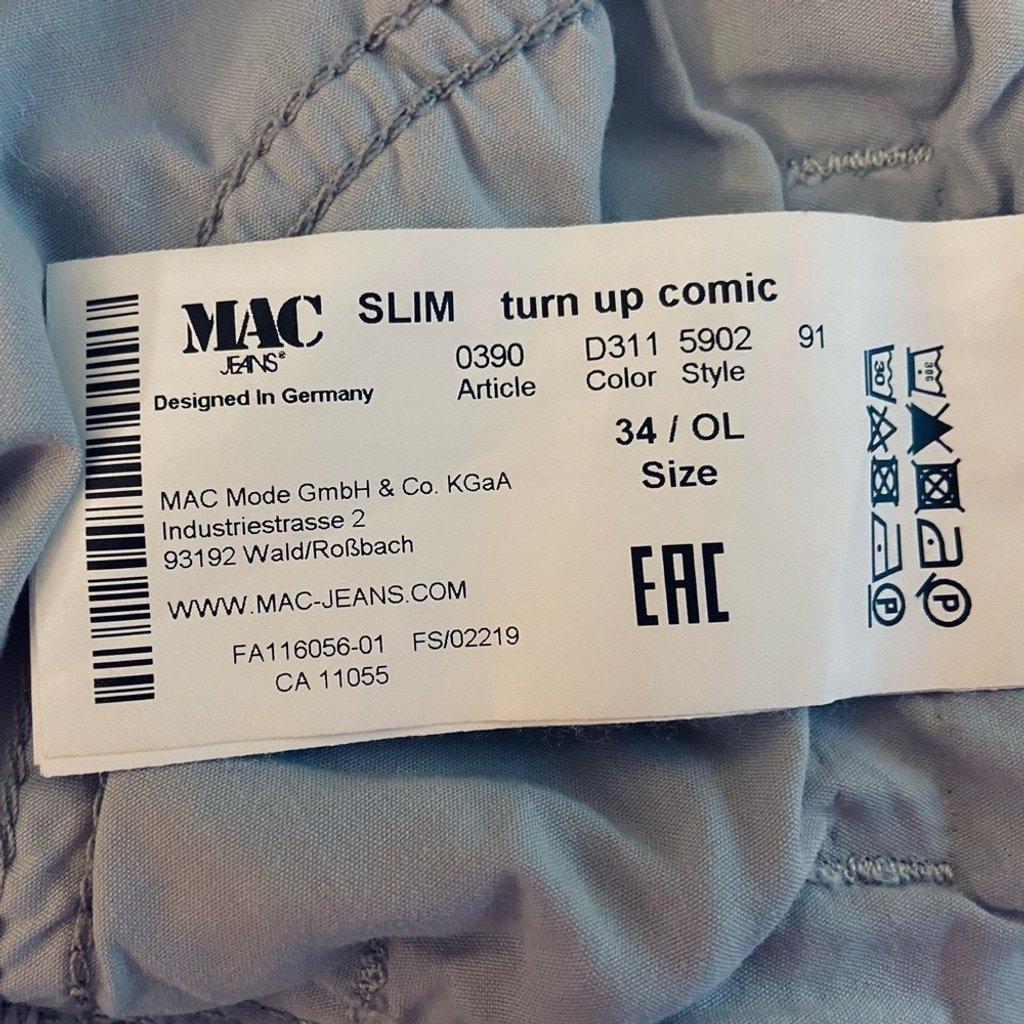 MAC SLIM turn up comic
JEANS®
0390 D311 5902 91
Article Color Style
Designed In Germany
34 / OL
Size
MAC Mode GmbH & Co. KGaA
Industriestrasse 2
93192 Wald/Roßbach
WWW.MAC-JEANS.COM
EAC
FA116056-01 FS/02219
CA 11055
30
30C
P
P